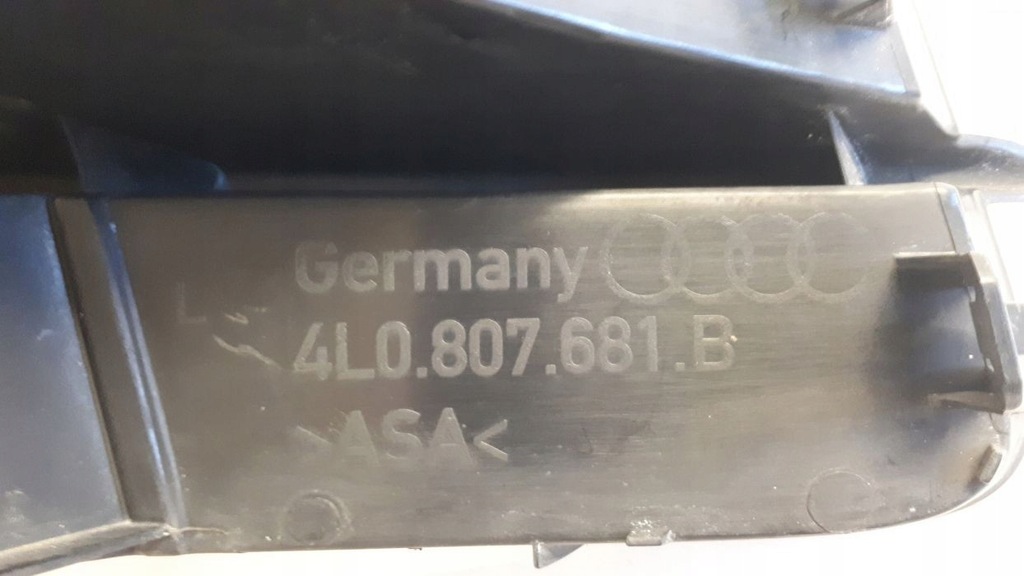 Germany
L
4L0.807.681.B
>ASA<